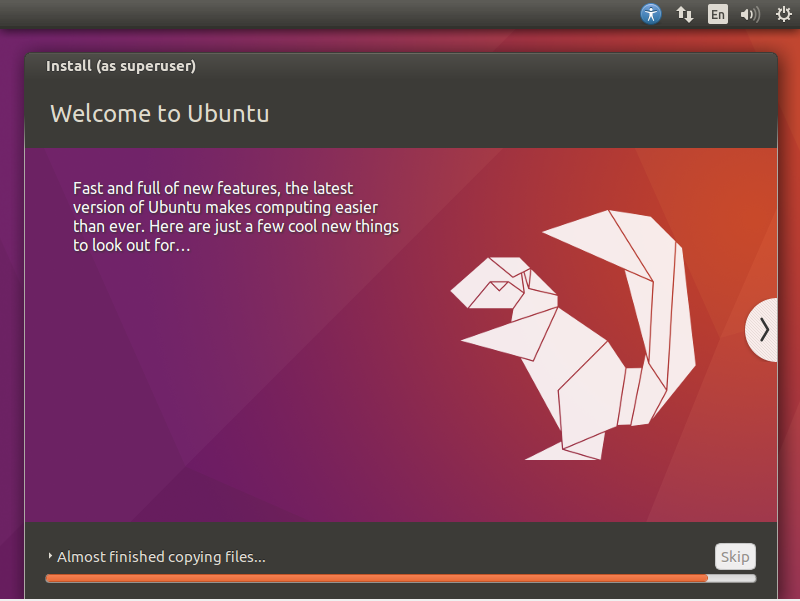 En
Install (as superuser)
Welcome to Ubuntu
Fast and full of new features, the latest
version of Ubuntu makes computing easier
than ever. Here are just a few cool new things
to look out for…
Almost finished copying files...
Skip